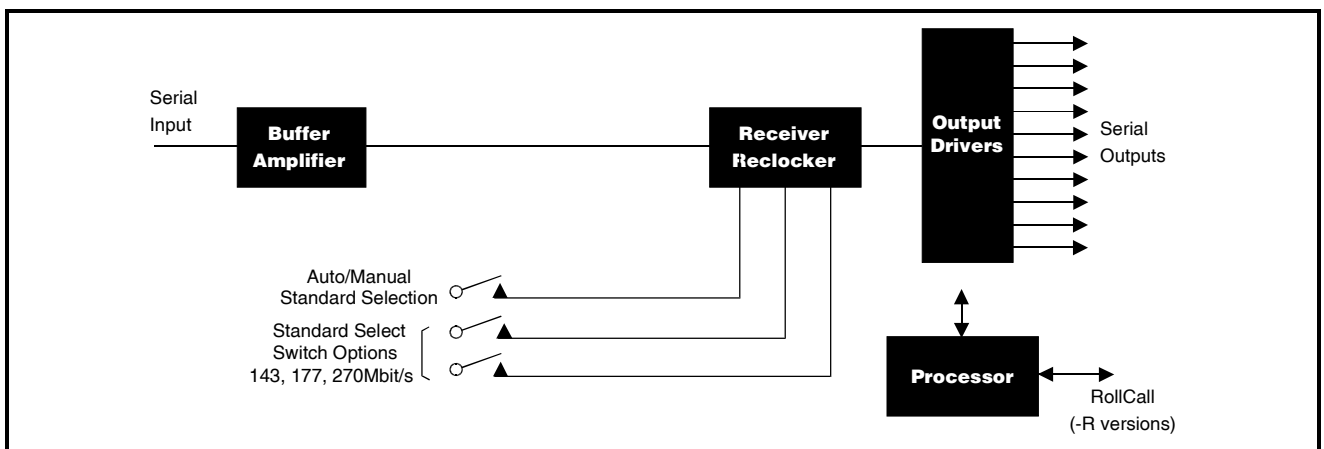 Serial
Input
Buffer
Amplifier
Receiver
Reclocker
Output
Drivers
Serial
Outputs
Auto/Manual
Standard Selection
Standard Select
Switch Options
143, 177, 270Mbit/s
Processor
RollCall
(-R versions)